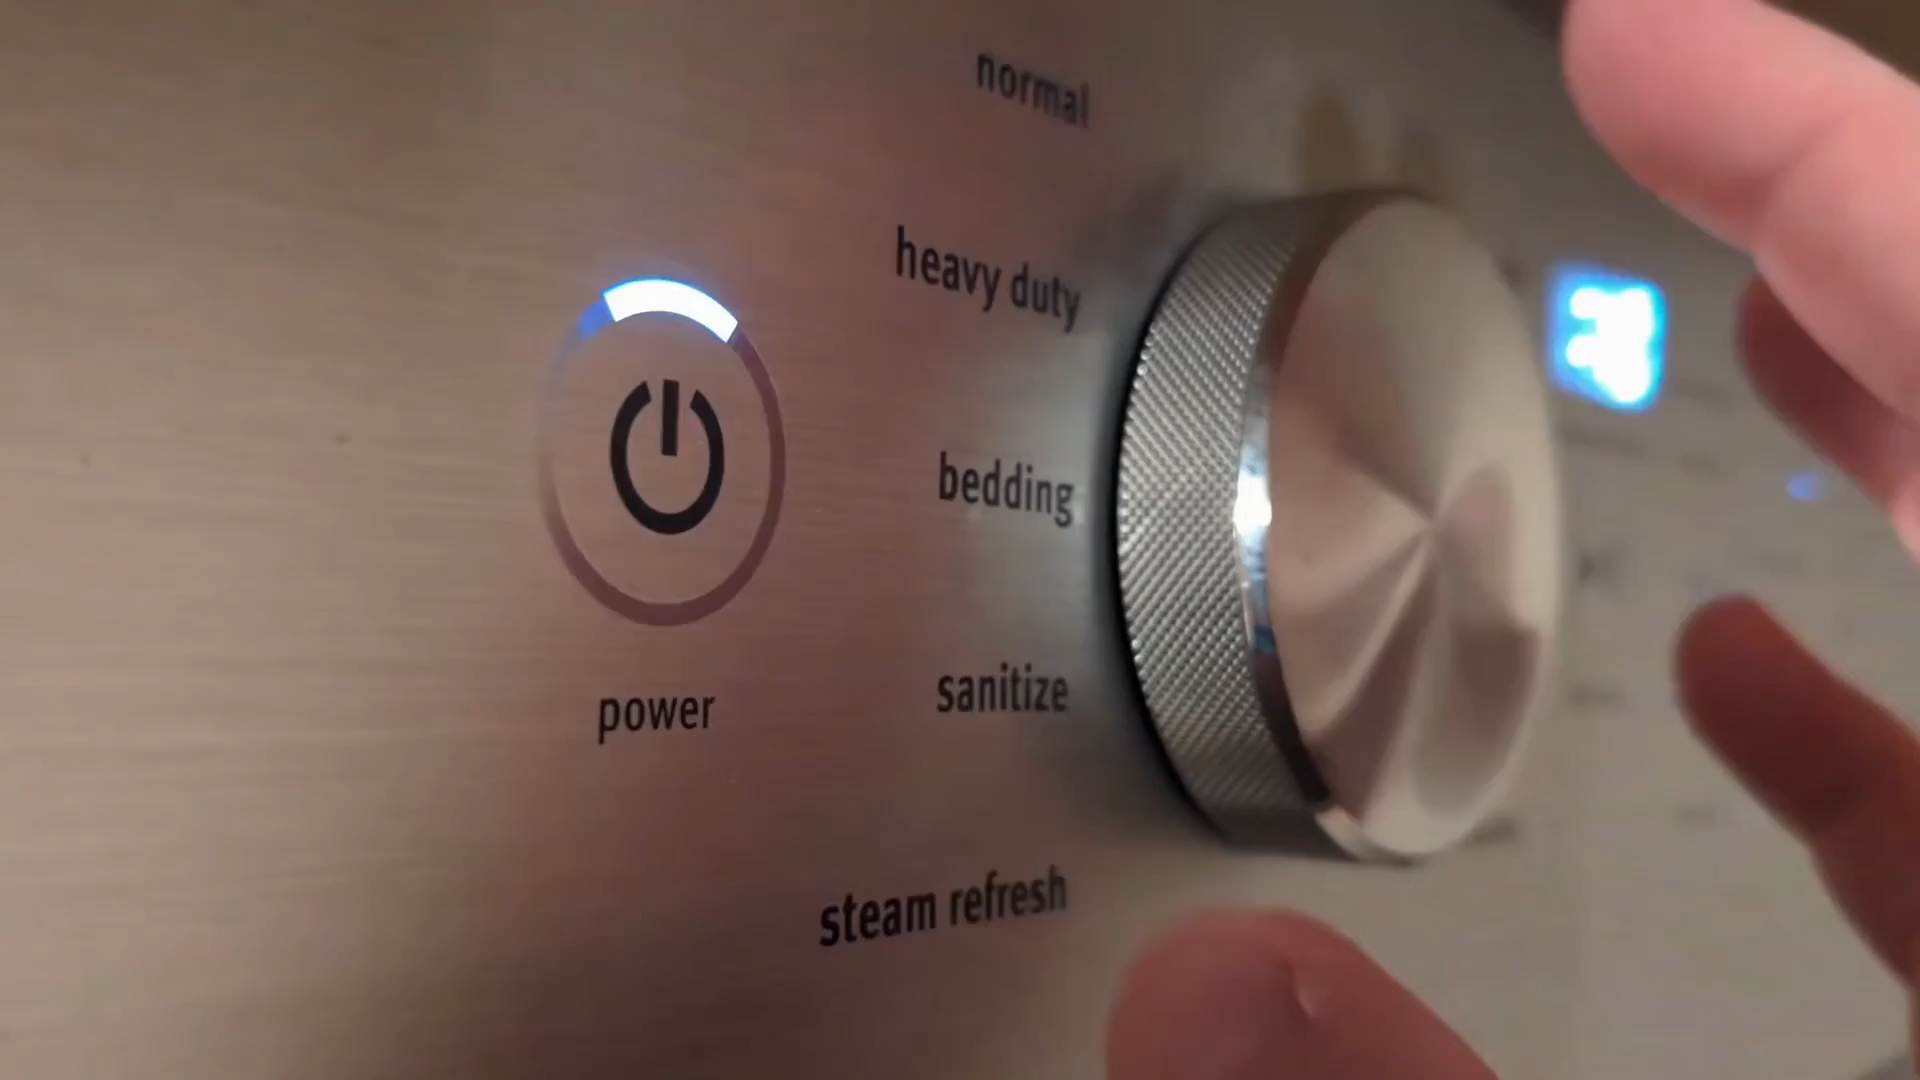 normal
heavy duty
bedding
power
sanitize
steam refresh